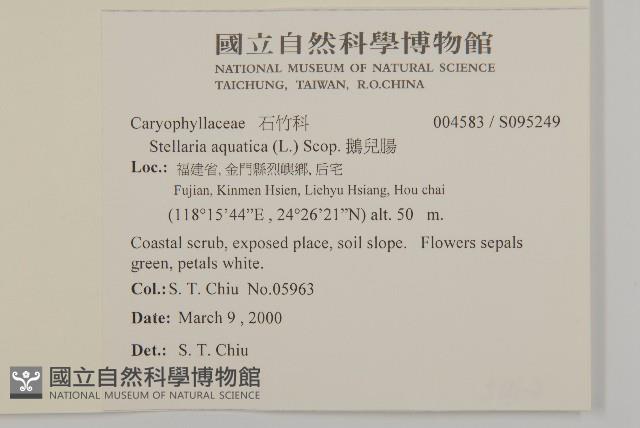 國立自然科學博物館
NATIONAL MUSEUM OF NATURAL SCIENCE
TAICHUNG, TAIWAN, R.O.CHINA
Caryophyllaceae 石竹科 004583 / S095249
Stellaria aquatica (L.) Scop. 鵝兒腸
Loc.: 福建省, 金門縣烈嶼鄉, 后宅
Fujian, Kinmen Hsien, Liehyu Hsiang, Hou chai
(118°15'44”E , 24°26'21”N) alt. 50 m.
Coastal scrub, exposed place, soil slope. Flowers sepals
green, petals white.
Col.: S. T. Chiu No.05963
Date: March 9 , 2000
Det.: S. T. Chiu
國立自然科學博物館
NATIONAL MUSEUM OF NATURAL SCIENCE